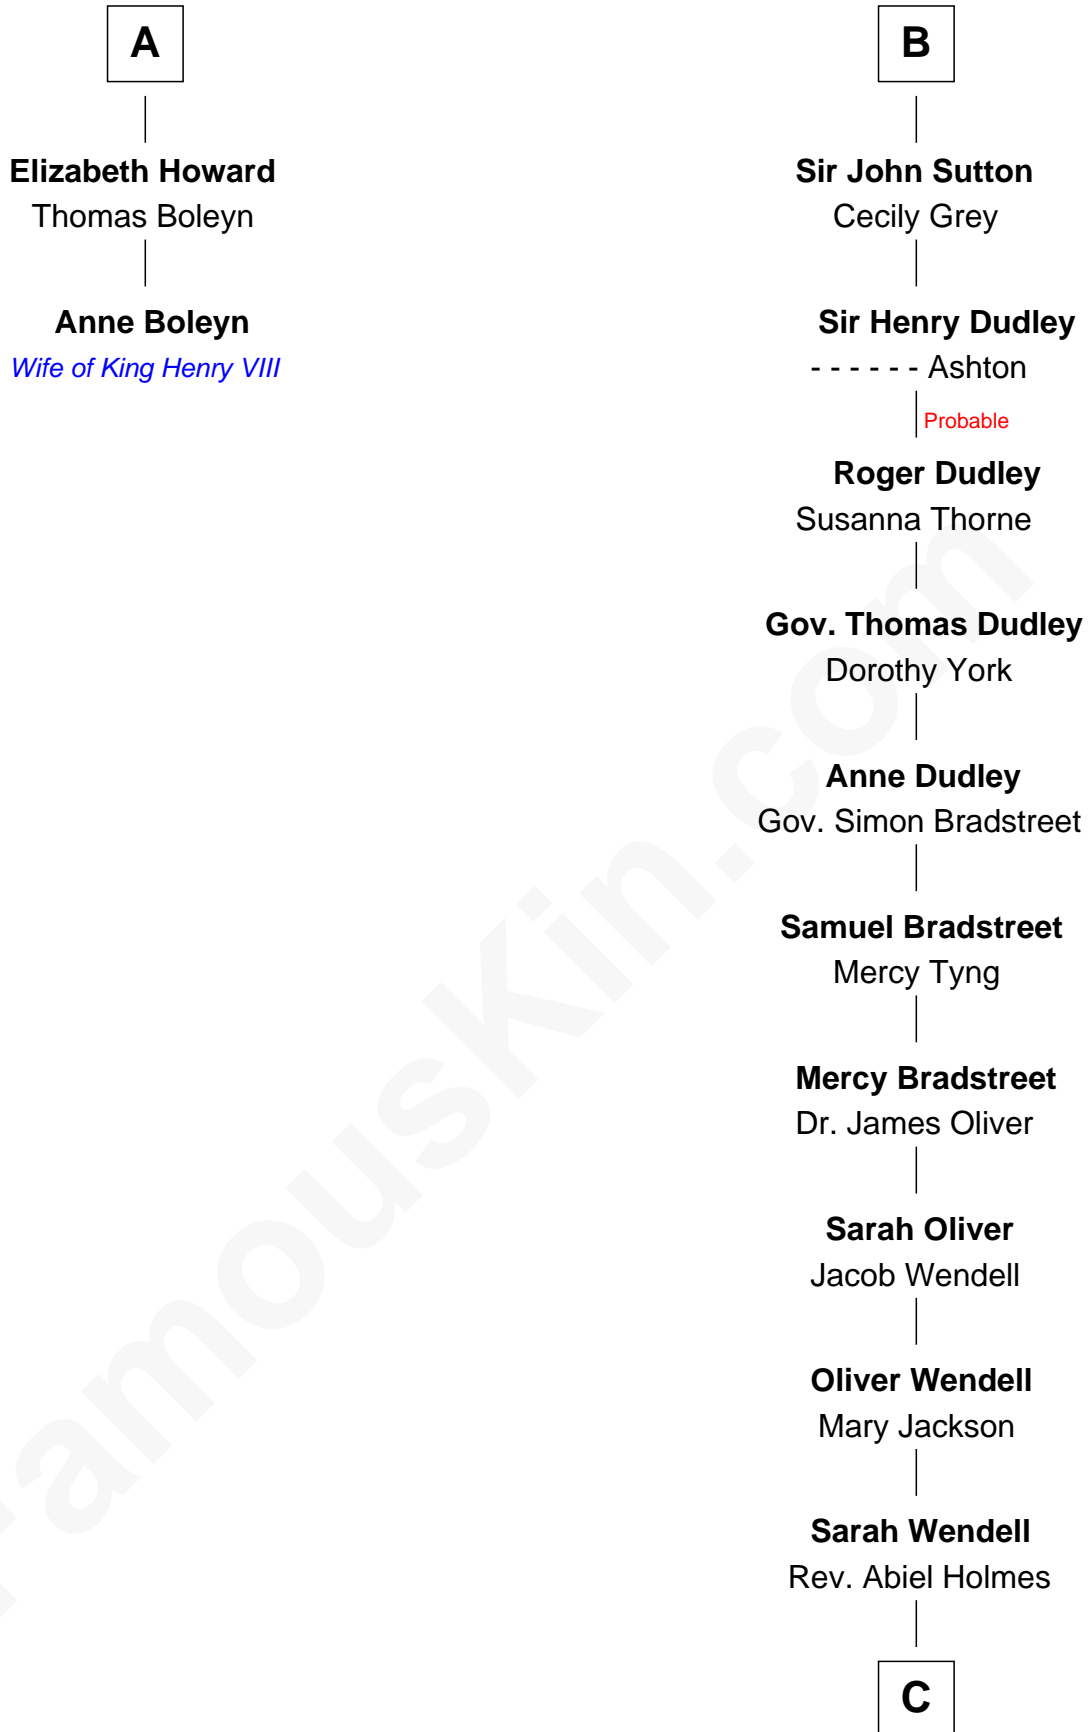 A
Elizabeth Howard
Thomas Boleyn
Anne Boleyn
Wife of King Henry VIII
B
Sir John Sutton
Cecily Grey
Sir Henry Dudley
- - - - - - Ashton
Probable
Roger Dudley
Susanna Thorne
Gov. Thomas Dudley
Dorothy York
Anne Dudley
Gov. Simon Bradstreet
Samuel Bradstreet
Mercy Tyng
Mercy Bradstreet
Dr. James Oliver
Sarah Oliver
Jacob Wendell
Oliver Wendell
Mary Jackson
Sarah Wendell
Rev. Abiel Holmes
C
FamousKin.com